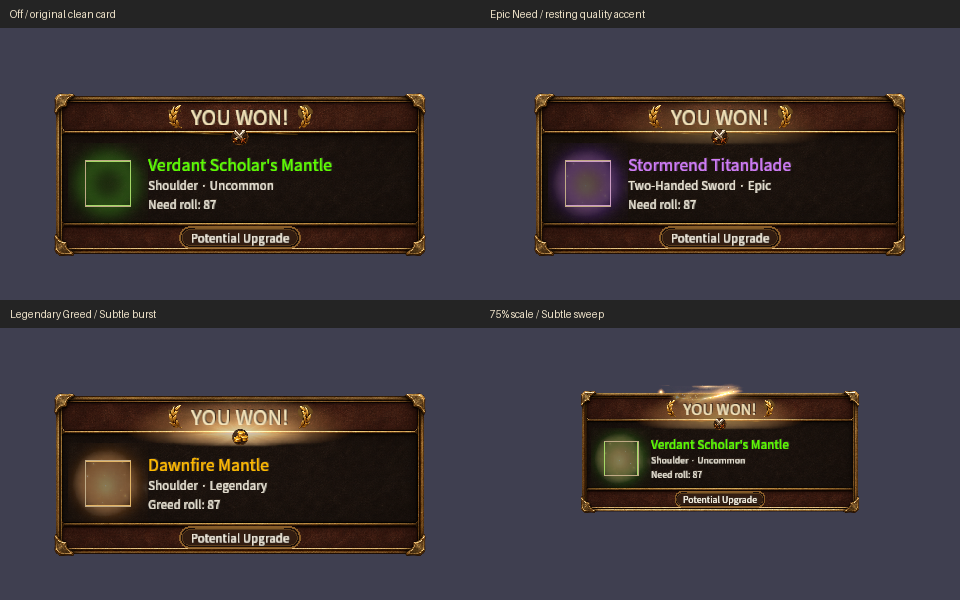 Off / original clean card
YOU WON!
Verdant Scholar's Mantle
Shoulder · Uncommon
Need roll: 87
Potential Upgrade
Epic Need / resting quality accent
YOU WON!
Stormrend Titanblade
Two-Handed Sword · Epic
Need roll: 87
Potential Upgrade
Legendary Greed / Subtle burst
YOU WON!
Dawnfire Mantle
Shoulder · Legendary
Greed roll: 87
Potential Upgrade
75% scale / Subtle sweep
YOU WON!
Verdant Scholar's Mantle
Shoulder · Uncommon
Need roll: 87
Potential Upgrade